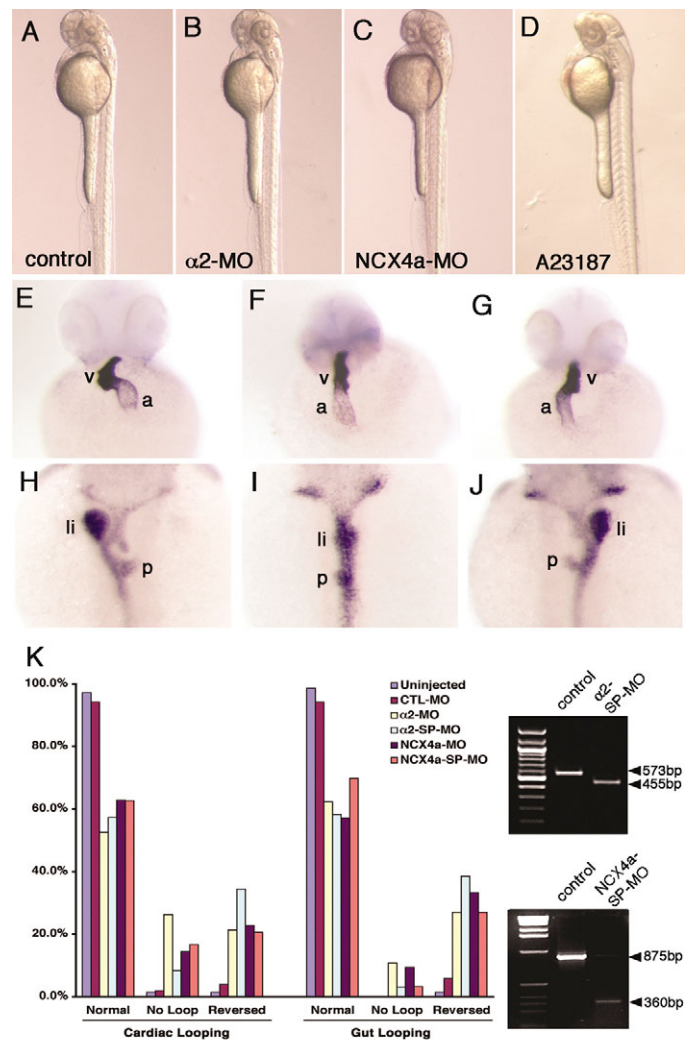 A B C D
control α2-MO NCX4a-MO A23187
E F G
v a
v a
v a
H I J
li p
li p
li p
K
100.0%
80.0%
60.0%
40.0%
20.0%
0.0%
Uninjected
CTL-MO
α2-MO
α2-SP-MO
NCX4a-MO
NCX4a-SP-MO
Normal No Loop Reversed Normal No Loop Reversed
Cardiac Looping Gut Looping
control
α2-
SP-MO
573bp
455bp
control
NCX4a-
SP-MO
875bp
360bp